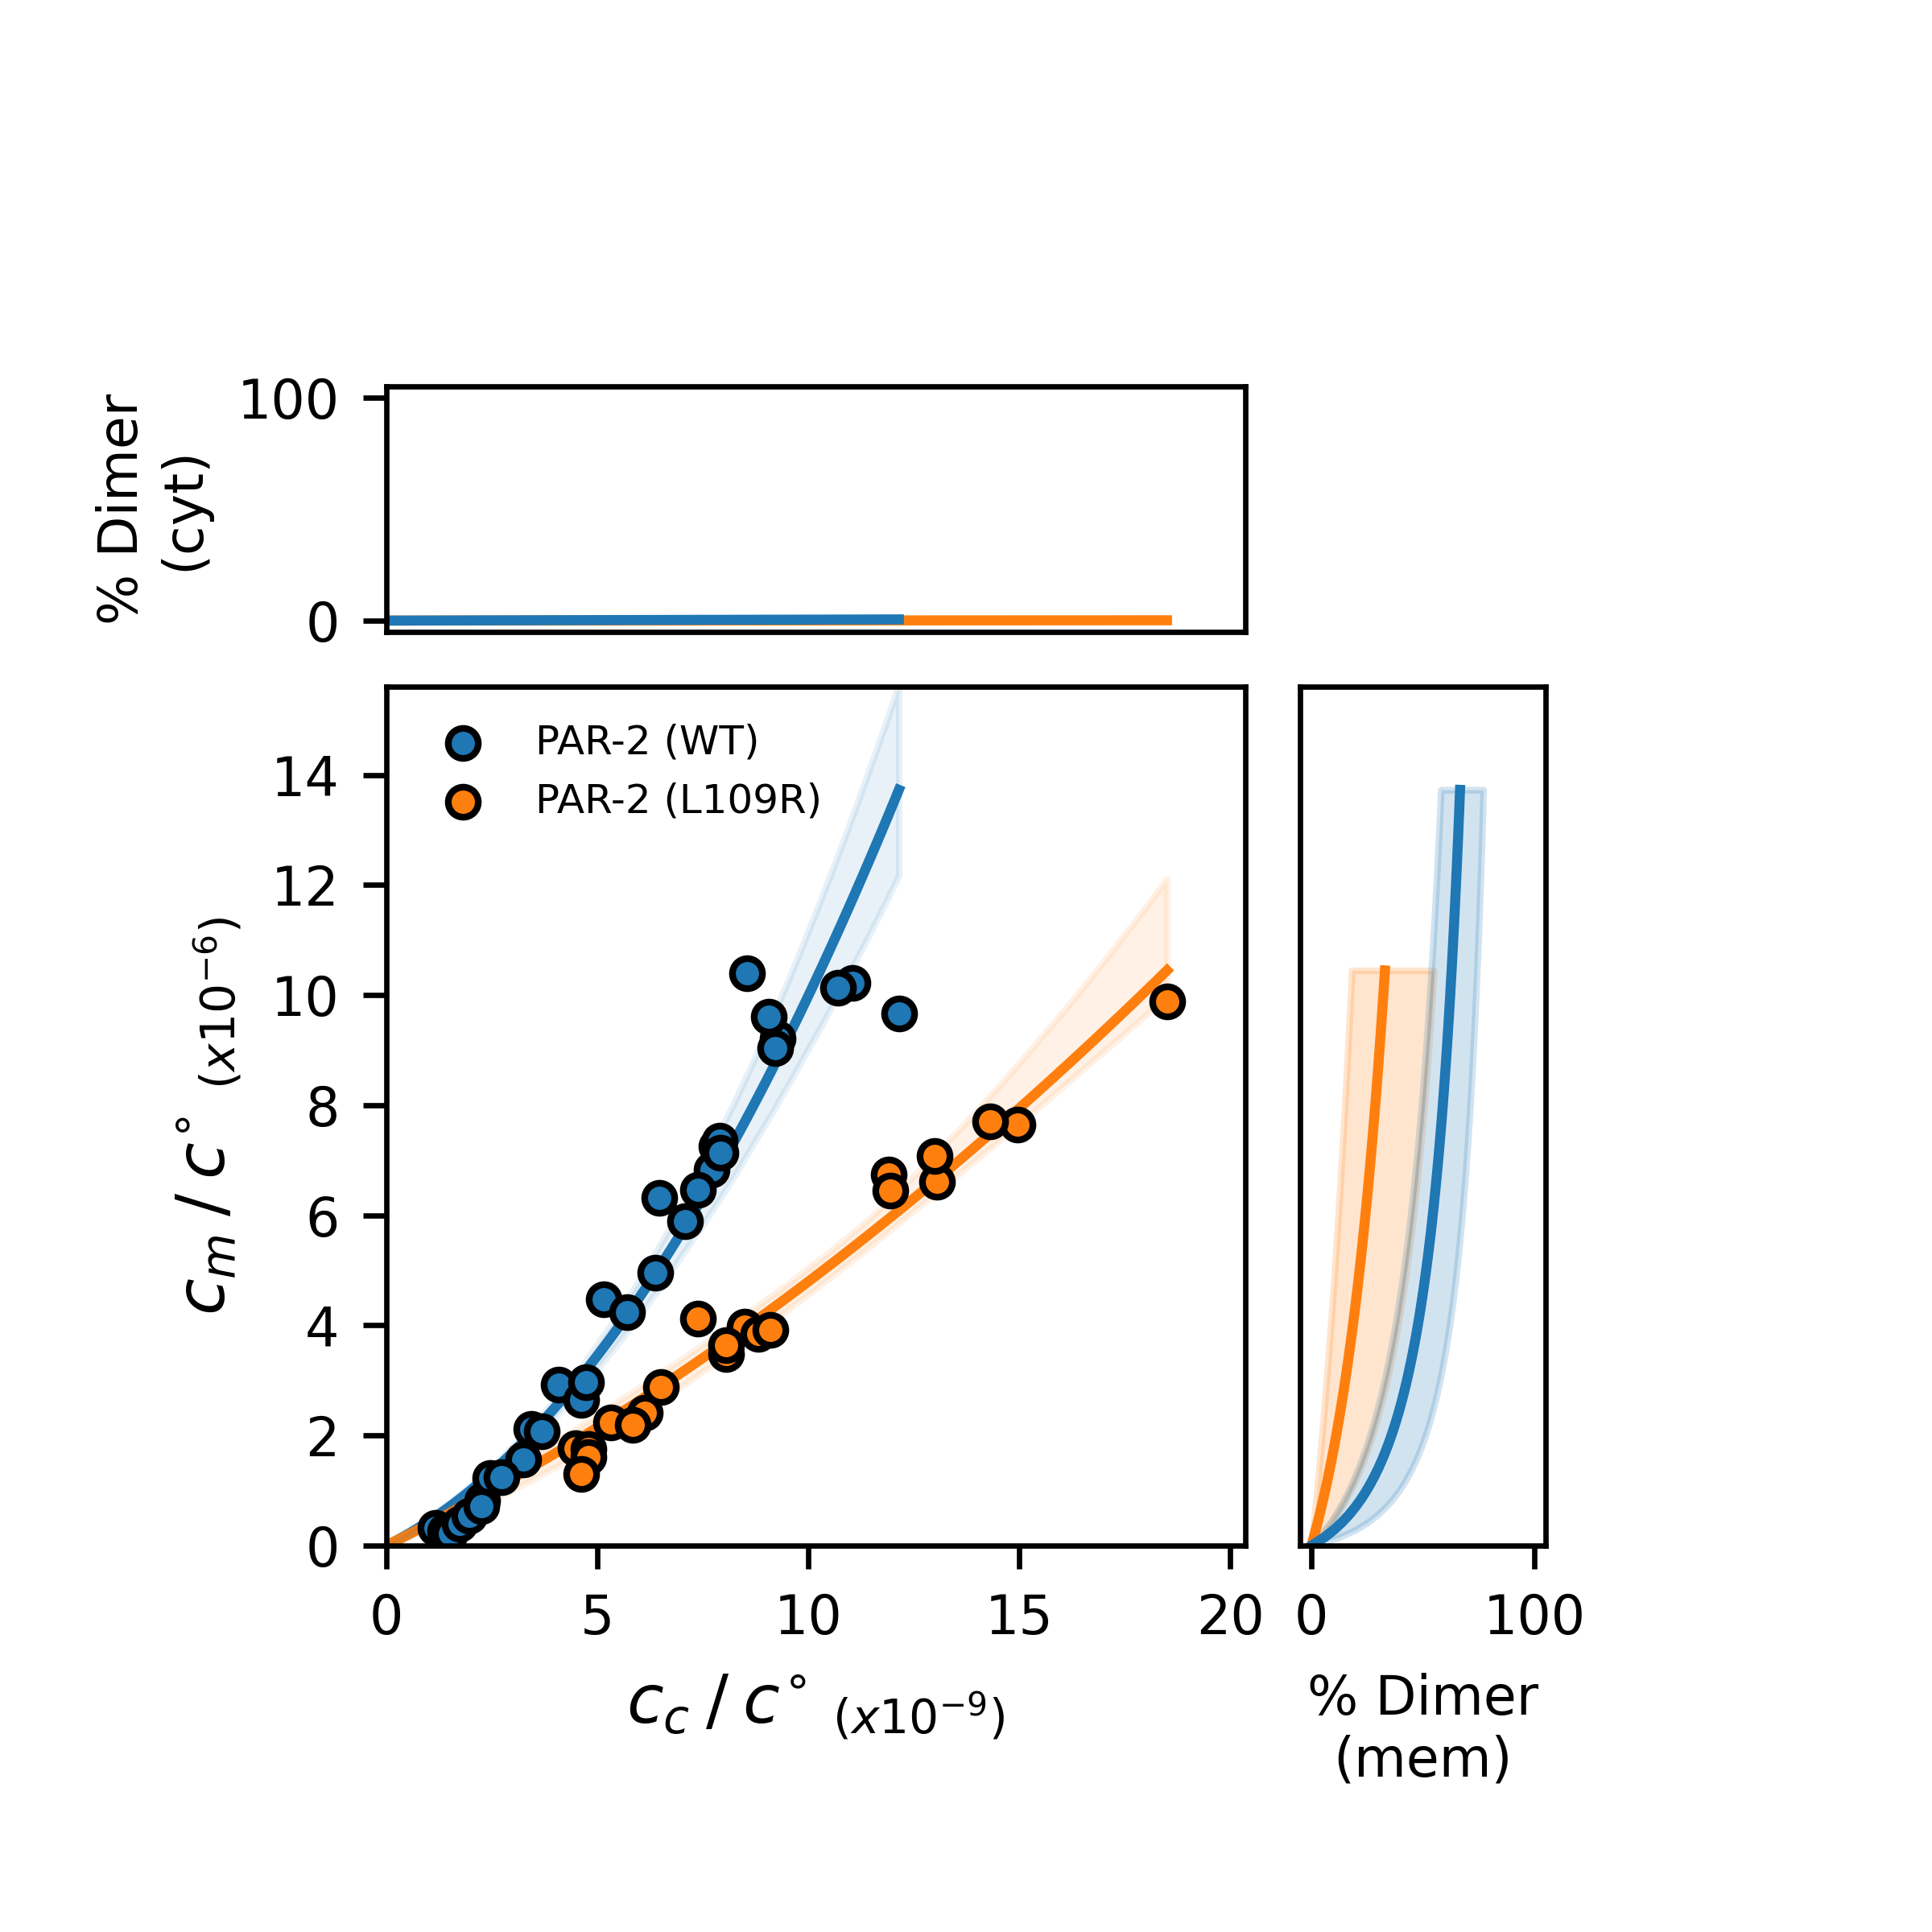 100
% Dimer
(cyt)
0
PAR-2 (WT)
PAR-2 (L109R)
14
12
10
8
6
4
2
0
c_m / c° (x10⁻⁶)
0 5 10 15 20
c_c / c° (x10⁻⁹)
0 100
% Dimer
(mem)